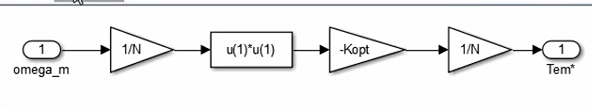 1 1/N u(1)*u(1) -Kopt 1/N 1
omega_m Tem*